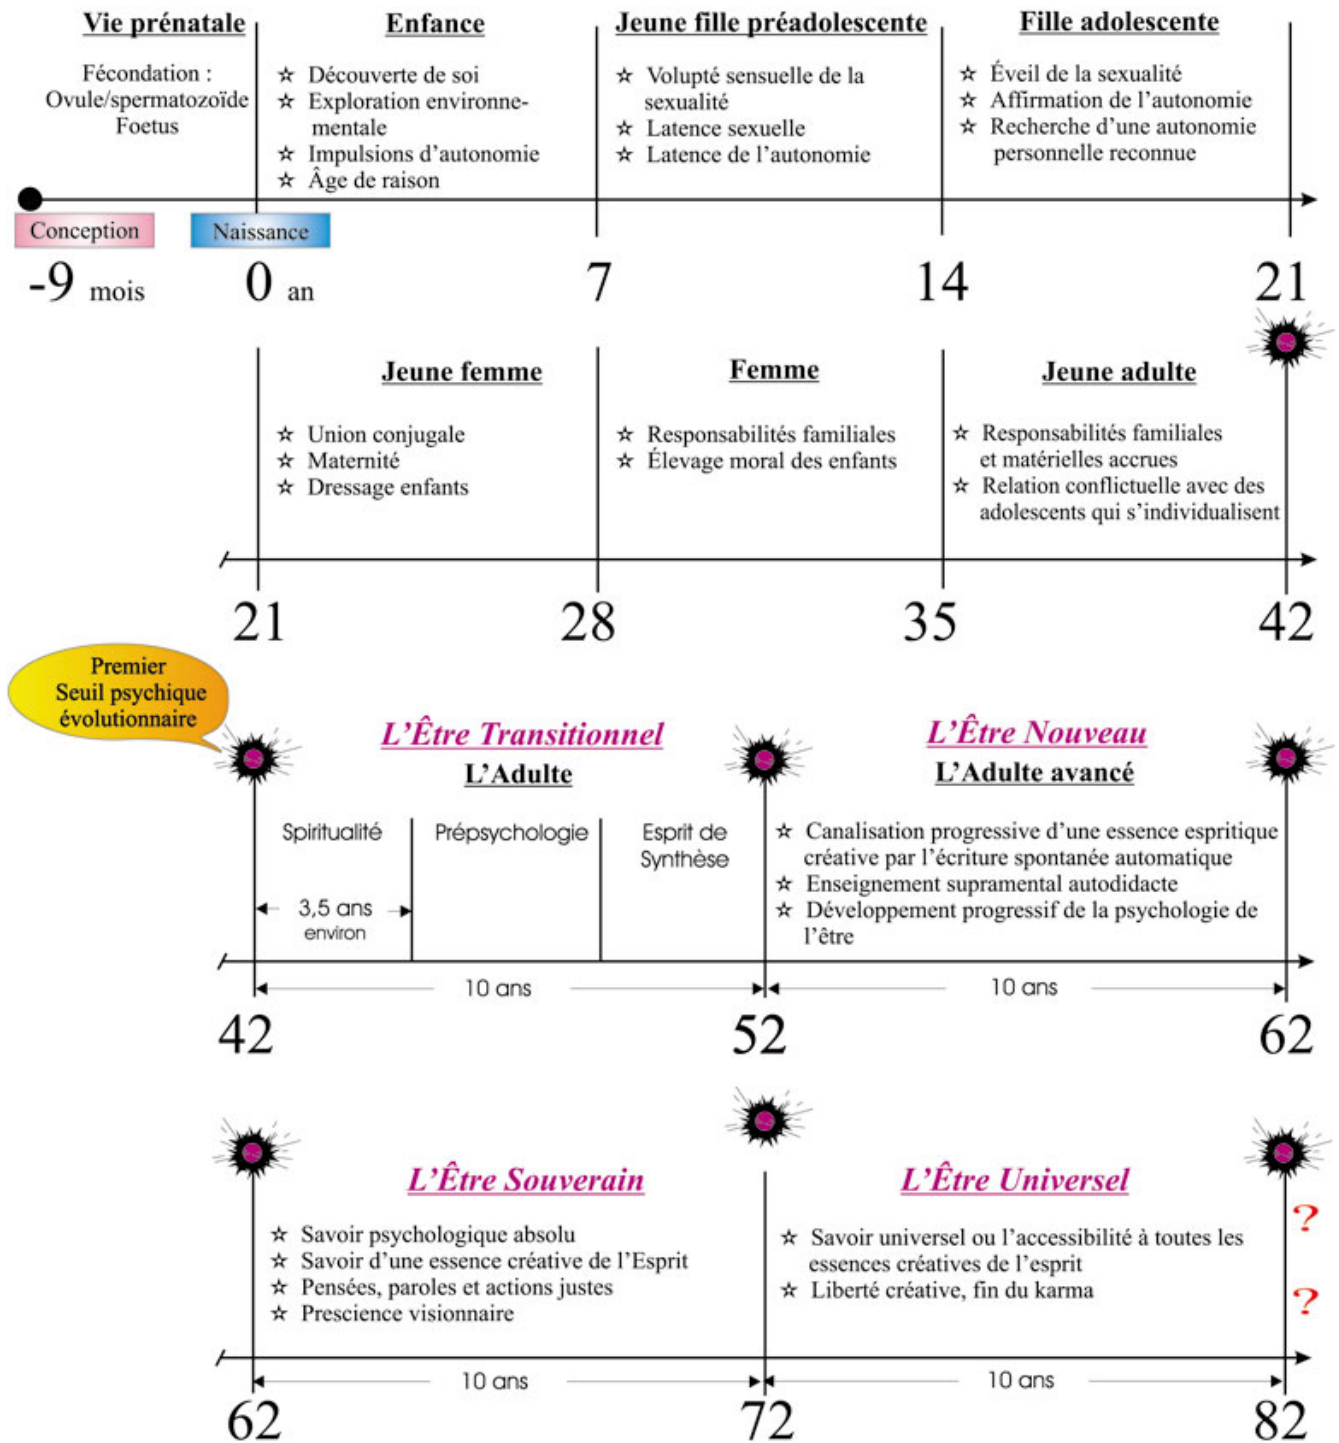 Vie prénatale
Fécondation :
Ovule/spermatozoïde
Foetus
Enfance
☆ Découverte de soi
☆ Exploration environne-
mentale
☆ Impulsions d’autonomie
☆ Âge de raison
Jeune fille préadolescente
☆ Volupté sensuelle de la
sexualité
☆ Latence sexuelle
☆ Latence de l’autonomie
Fille adolescente
☆ Éveil de la sexualité
☆ Affirmation de l’autonomie
☆ Recherche d’une autonomie
personnelle reconnue
Conception
Naissance
-9 mois
0 an
7
14
21
Jeune femme
☆ Union conjugale
☆ Maternité
☆ Dressage enfants
Femme
☆ Responsabilités familiales
☆ Élevage moral des enfants
Jeune adulte
☆ Responsabilités familiales
et matérielles accrues
☆ Relation conflictuelle avec des
adolescents qui s’individualisent
21
28
35
42
Premier
Seuil psychique
évolutionnaire
L’Être Transitionnel
L’Adulte
Spiritualité
Prépsychologie
Esprit de
Synthèse
3,5 ans
environ
L’Être Nouveau
L’Adulte avancé
☆ Canalisation progressive d’une essence espritique
créative par l’écriture spontanée automatique
☆ Enseignement supramental autodidacte
☆ Développement progressif de la psychologie de
l’être
10 ans
10 ans
42
52
62
L’Être Souverain
☆ Savoir psychologique absolu
☆ Savoir d’une essence créative de l’Esprit
☆ Pensées, paroles et actions justes
☆ Prescience visionnaire
L’Être Universel
☆ Savoir universel ou l’accessibilité à toutes les
essences créatives de l’esprit
☆ Liberté créative, fin du karma
?
?
10 ans
10 ans
62
72
82